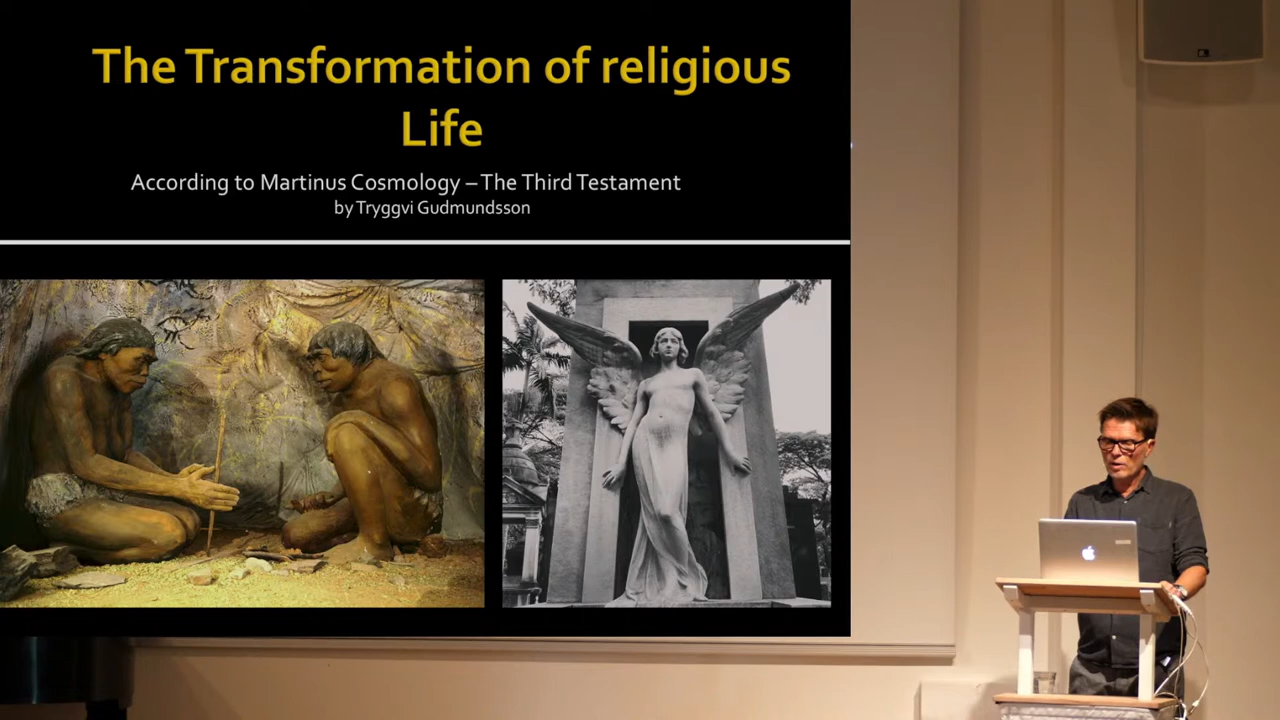 The Transformation of religious
Life
According to Martinus Cosmology – The Third Testament
by Tryggvi Gudmundsson